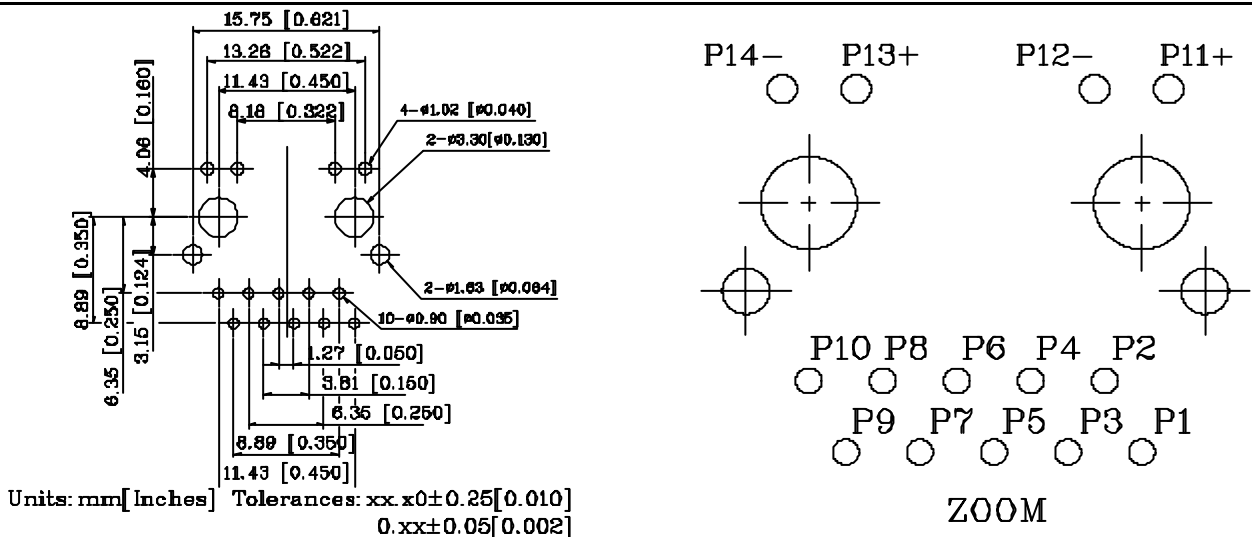 15.75 [0.621]
13.26 [0.522]
11.43 [0.450]
8.18 [0.322]
4.06 [0.160]
4-ø1.02 [ø0.040]
2-ø3.30[ø0.130]
8.89 [0.350]
6.35 [0.250]
3.15 [0.124]
2-ø1.63 [ø0.064]
10-ø0.90 [ø0.035]
1.27 [0.050]
3.81 [0.150]
6.35 [0.250]
8.89 [0.350]
11.43 [0.450]
Units: mm[Inches] Tolerances: xx.x0±0.25[0.010]
0.xx±0.05[0.002]
P14- P13+ P12- P11+
P10 P8 P6 P4 P2
P9 P7 P5 P3 P1
ZOOM